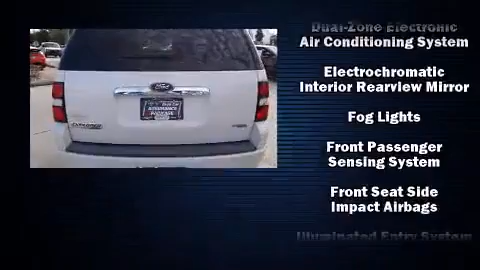 Dual-Zone Electronic
Air Conditioning System
Electrochromatic
Interior Rearview Mirror
Fog Lights
Front Passenger
Sensing System
Front Seat Side
Impact Airbags
Illuminated Entry System
Ford